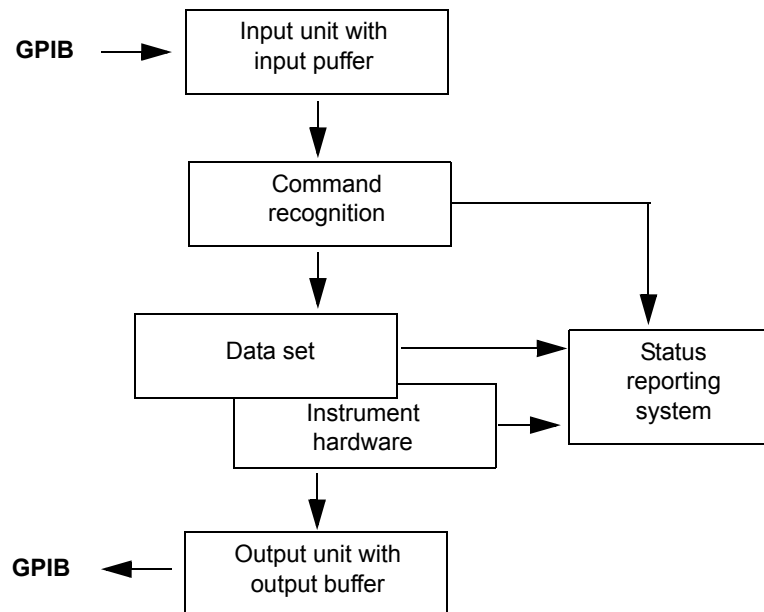 Input unit with
input puffer
GPIB
Command
recognition
Data set
Status
reporting
system
Instrument
hardware
Output unit with
output buffer
GPIB